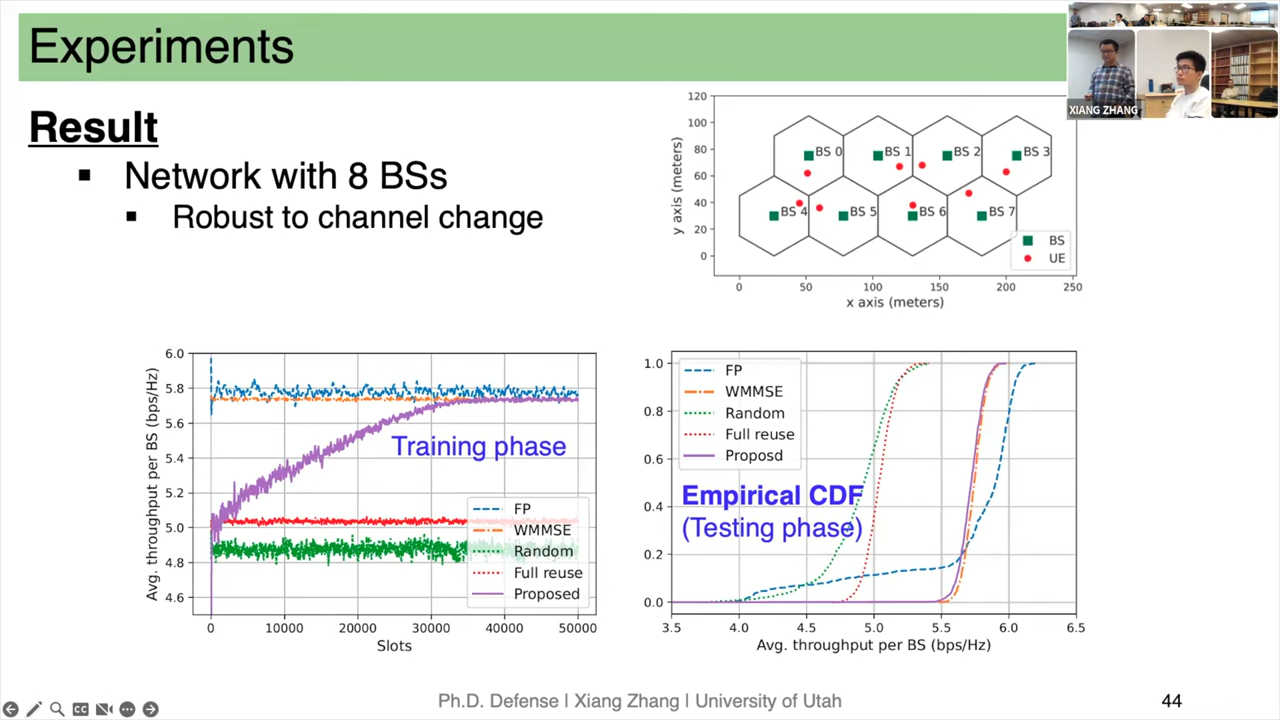 Experiments
XIANG ZHANG
Result
▪ Network with 8 BSs
▪ Robust to channel change
120
100
80
60
40
20
0
y axis (meters)
BS 0
BS 1
BS 2
BS 3
BS 4
BS 5
BS 6
BS 7
BS
UE
0 50 100 150 200 250
x axis (meters)
6.0
5.8
5.6
5.4
5.2
5.0
4.8
4.6
Avg. throughput per BS (bps/Hz)
Training phase
FP
WMMSE
Random
Full reuse
Proposed
0 10000 20000 30000 40000 50000
Slots
1.0
0.8
0.6
0.4
0.2
0.0
FP
WMMSE
Random
Full reuse
Proposd
Empirical CDF
(Testing phase)
3.5 4.0 4.5 5.0 5.5 6.0 6.5
Avg. throughput per BS (bps/Hz)
CC
Ph.D. Defense | Xiang Zhang | University of Utah
44